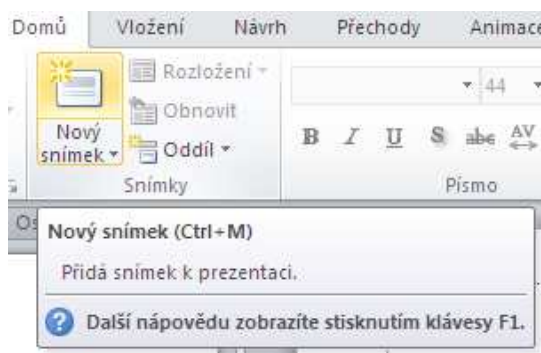 Domů Vložení Návrh Přechody Animace
Rozložení
Obnovit
Nový
snímek
Oddíl
44
B I U S abc AV
Snímky Písmo
Nový snímek (Ctrl+M)
Přidá snímek k prezentaci.
Další nápovědu zobrazíte stisknutím klávesy F1.